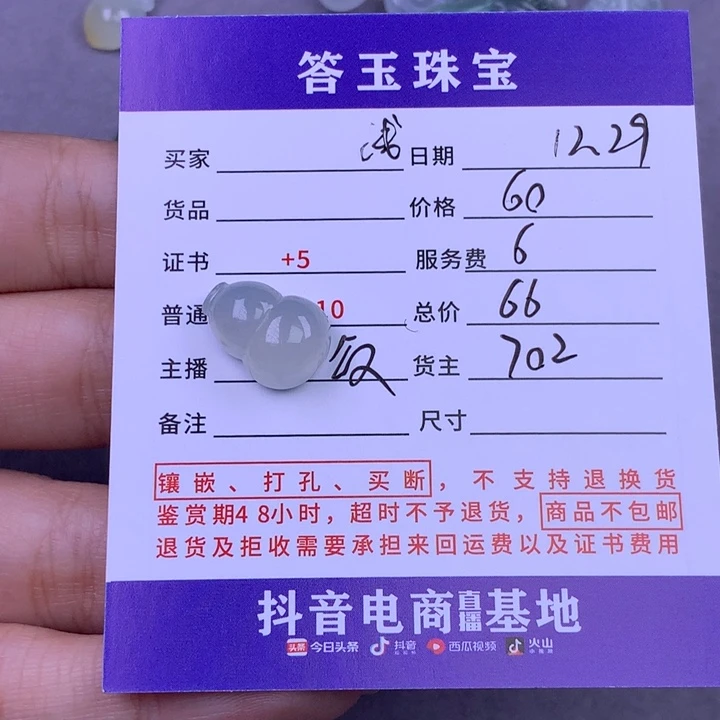 答玉珠宝
买家 浅 日期 12.29
货品 价格 60
证书 +5 服务费 6
普通 10 总价 66
主播 货主 702
备注 尺寸
镶嵌、打孔、买断，不支持退换货
鉴赏期48小时，超时不予退货，商品不包邮
退货及拒收需要承担来回运费以及证书费用
抖音电商直播基地
头条 今日头条 抖音 西瓜视频 火山